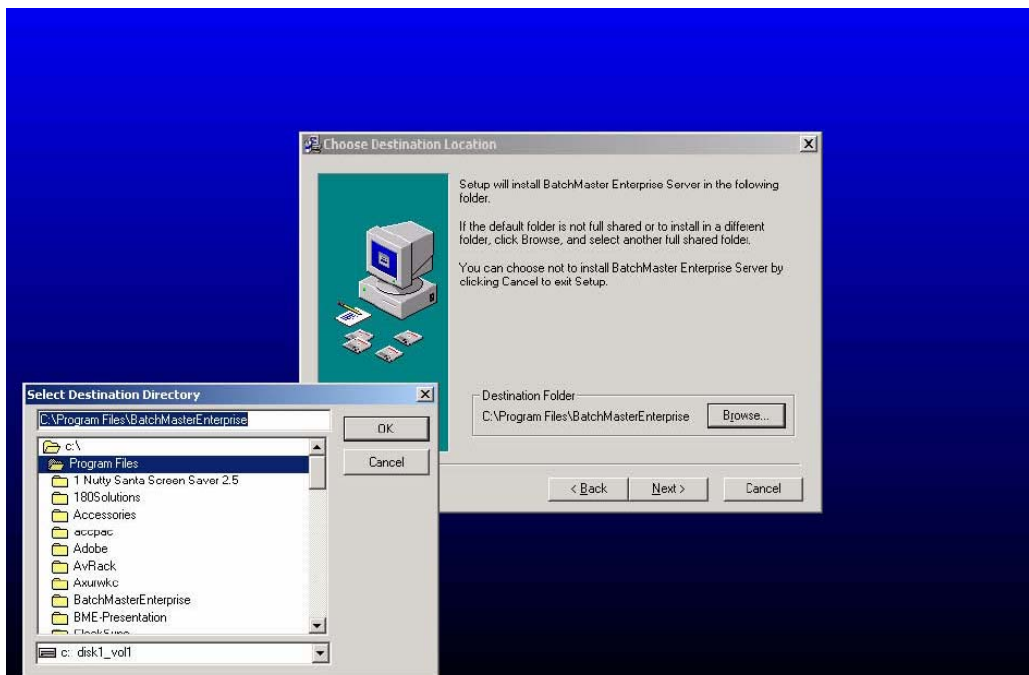 Choose Destination Location
Setup will install BatchMaster Enterprise Server in the following
folder.
If the default folder is not full shared or to install in a different
folder, click Browse, and select another full shared folder.
You can choose not to install BatchMaster Enterprise Server by
clicking Cancel to exit Setup.
Destination Folder
C:\Program Files\BatchMasterEnterprise
Browse...
< Back
Next >
Cancel
Select Destination Directory
C:\Program Files\BatchMasterEnterprise
OK
Cancel
c:\
Program Files
1 Nutty Santa Screen Saver 2.5
180Solutions
Accessories
accpac
Adobe
AvRack
BatchMasterEnterprise
BME-Presentation
c: disk1_vol1